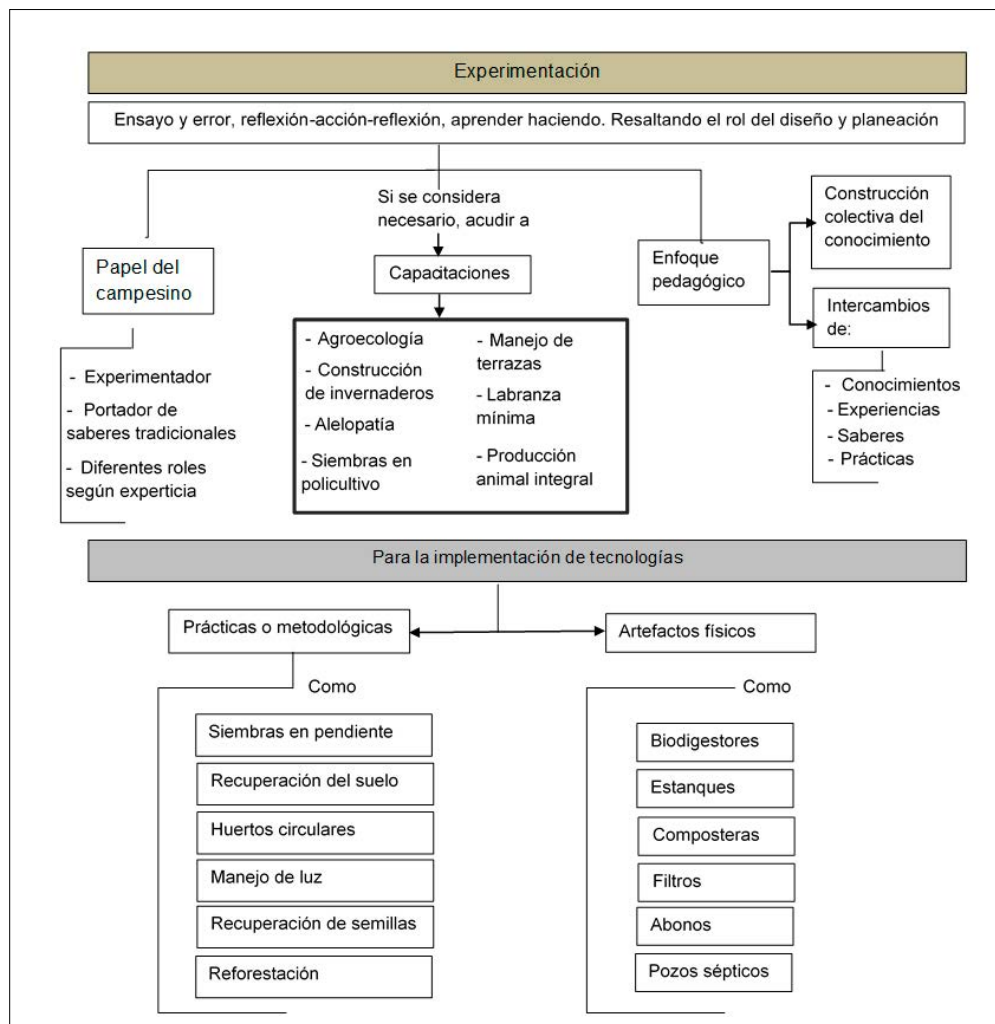 Experimentación
Ensayo y error, reflexión-acción-reflexión, aprender haciendo. Resaltando el rol del diseño y planeación
Papel del
campesino
- Experimentador
- Portador de
saberes tradicionales
- Diferentes roles
según experticia
Si se considera
necesario, acudir a
Capacitaciones
- Agroecología
- Construcción
de invernaderos
- Alelopatía
- Siembras en
policultivo
- Manejo de
terrazas
- Labranza
mínima
- Producción
animal integral
Enfoque
pedagógico
Construcción
colectiva del
conocimiento
Intercambios
de:
- Conocimientos
- Experiencias
- Saberes
- Prácticas
Para la implementación de tecnologías
Prácticas o metodológicas
Como
Siembras en pendiente
Recuperación del suelo
Huertos circulares
Manejo de luz
Recuperación de semillas
Reforestación
Artefactos físicos
Como
Biodigestores
Estanques
Composteras
Filtros
Abonos
Pozos sépticos